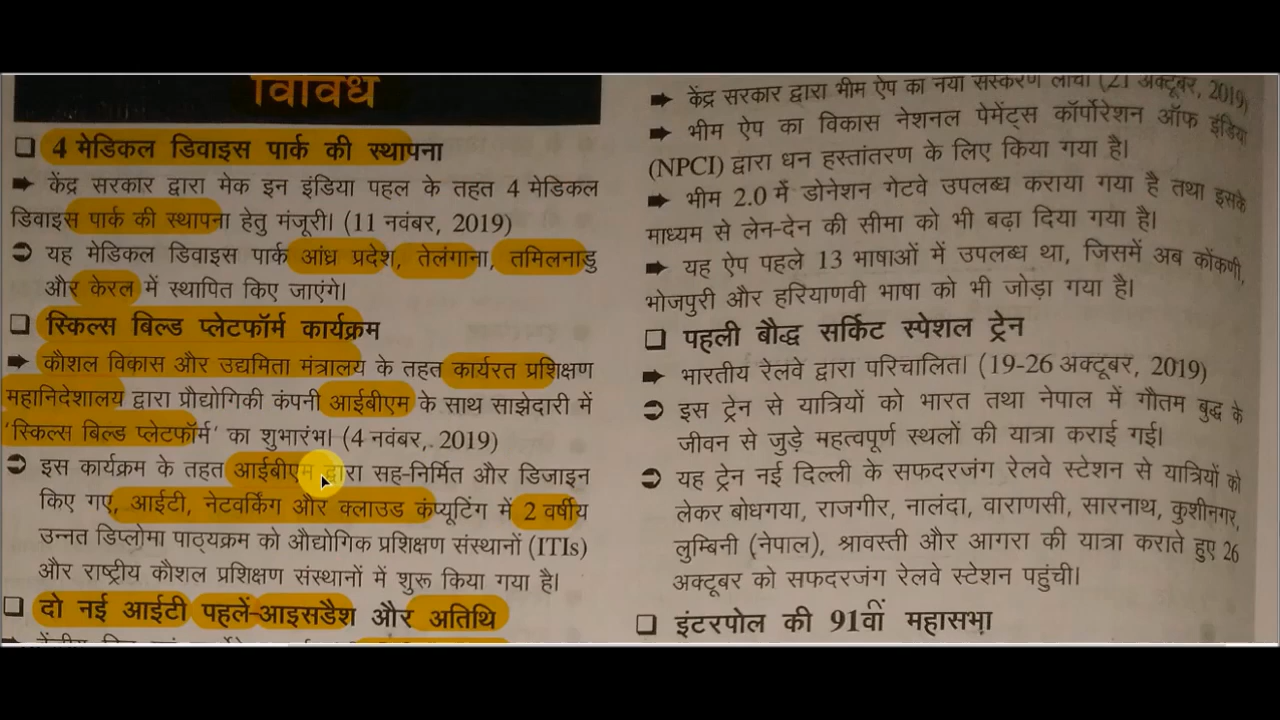 विविध
❑ 4 मेडिकल डिवाइस पार्क की स्थापना
➡ केंद्र सरकार द्वारा मेक इन इंडिया पहल के तहत 4 मेडिकल
डिवाइस पार्क की स्थापना हेतु मंजूरी। (11 नवंबर, 2019)
➲ यह मेडिकल डिवाइस पार्क आंध्र प्रदेश, तेलंगाना, तमिलनाडु
और केरल में स्थापित किए जाएंगे।
❑ स्किल्स बिल्ड प्लेटफॉर्म कार्यक्रम
➡ कौशल विकास और उद्यमिता मंत्रालय के तहत कार्यरत प्रशिक्षण
महानिदेशालय द्वारा प्रौद्योगिकी कंपनी आईबीएम के साथ साझेदारी में
'स्किल्स बिल्ड प्लेटफॉर्म' का शुभारंभ। (4 नवंबर, 2019)
➲ इस कार्यक्रम के तहत आईबीएम द्वारा सह-निर्मित और डिजाइन
किए गए, आईटी, नेटवर्किंग और क्लाउड कंप्यूटिंग में 2 वर्षीय
उन्नत डिप्लोमा पाठ्यक्रम को औद्योगिक प्रशिक्षण संस्थानों (ITIs)
और राष्ट्रीय कौशल प्रशिक्षण संस्थानों में शुरू किया गया है।
❑ दो नई आईटी पहलें-आइसडैश और अतिथि
➡ केंद्र सरकार द्वारा भीम ऐप का नया संस्करण लांच। (21 अक्टूबर, 2019)
➡ भीम ऐप का विकास नेशनल पेमेंट्स कॉर्पोरेशन ऑफ इंडिया
(NPCI) द्वारा धन हस्तांतरण के लिए किया गया है।
➡ भीम 2.0 में डोनेशन गेटवे उपलब्ध कराया गया है तथा इसके
माध्यम से लेन-देन की सीमा को भी बढ़ा दिया गया है।
➡ यह ऐप पहले 13 भाषाओं में उपलब्ध था, जिसमें अब कोंकणी,
भोजपुरी और हरियाणवी भाषा को भी जोड़ा गया है।
❑ पहली बौद्ध सर्किट स्पेशल ट्रेन
➡ भारतीय रेलवे द्वारा परिचालित। (19-26 अक्टूबर, 2019)
➲ इस ट्रेन से यात्रियों को भारत तथा नेपाल में गौतम बुद्ध के
जीवन से जुड़े महत्वपूर्ण स्थलों की यात्रा कराई गई।
➲ यह ट्रेन नई दिल्ली के सफदरजंग रेलवे स्टेशन से यात्रियों को
लेकर बोधगया, राजगीर, नालंदा, वाराणसी, सारनाथ, कुशीनगर,
लुम्बिनी (नेपाल), श्रावस्ती और आगरा की यात्रा कराते हुए 26
अक्टूबर को सफदरजंग रेलवे स्टेशन पहुंची।
❑ इंटरपोल की 91वीं महासभा